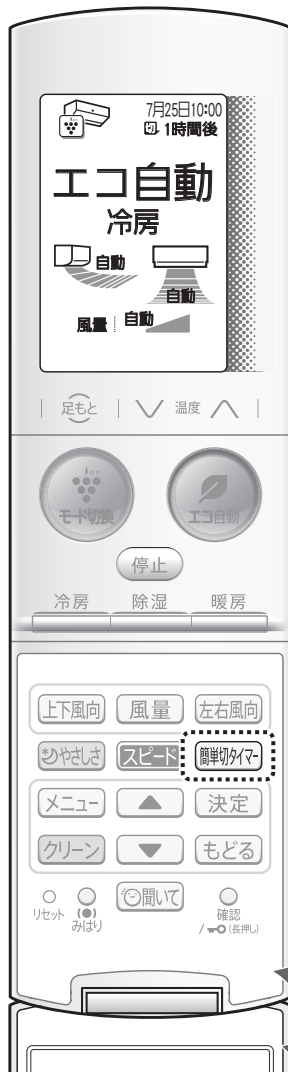 7月25日10:00
切 1時間後
エコ自動
冷房
自動
自動
風量 自動
足もと 温度
ion
モード切換 エコ自動
停止
冷房 除湿 暖房
上下風向 風量 左右風向
やさしさ スピード 簡単切タイマー
メニュー ▲ 決定
クリーン ▼ もどる
聞いて
リセット みはり 確認
/ (長押し)